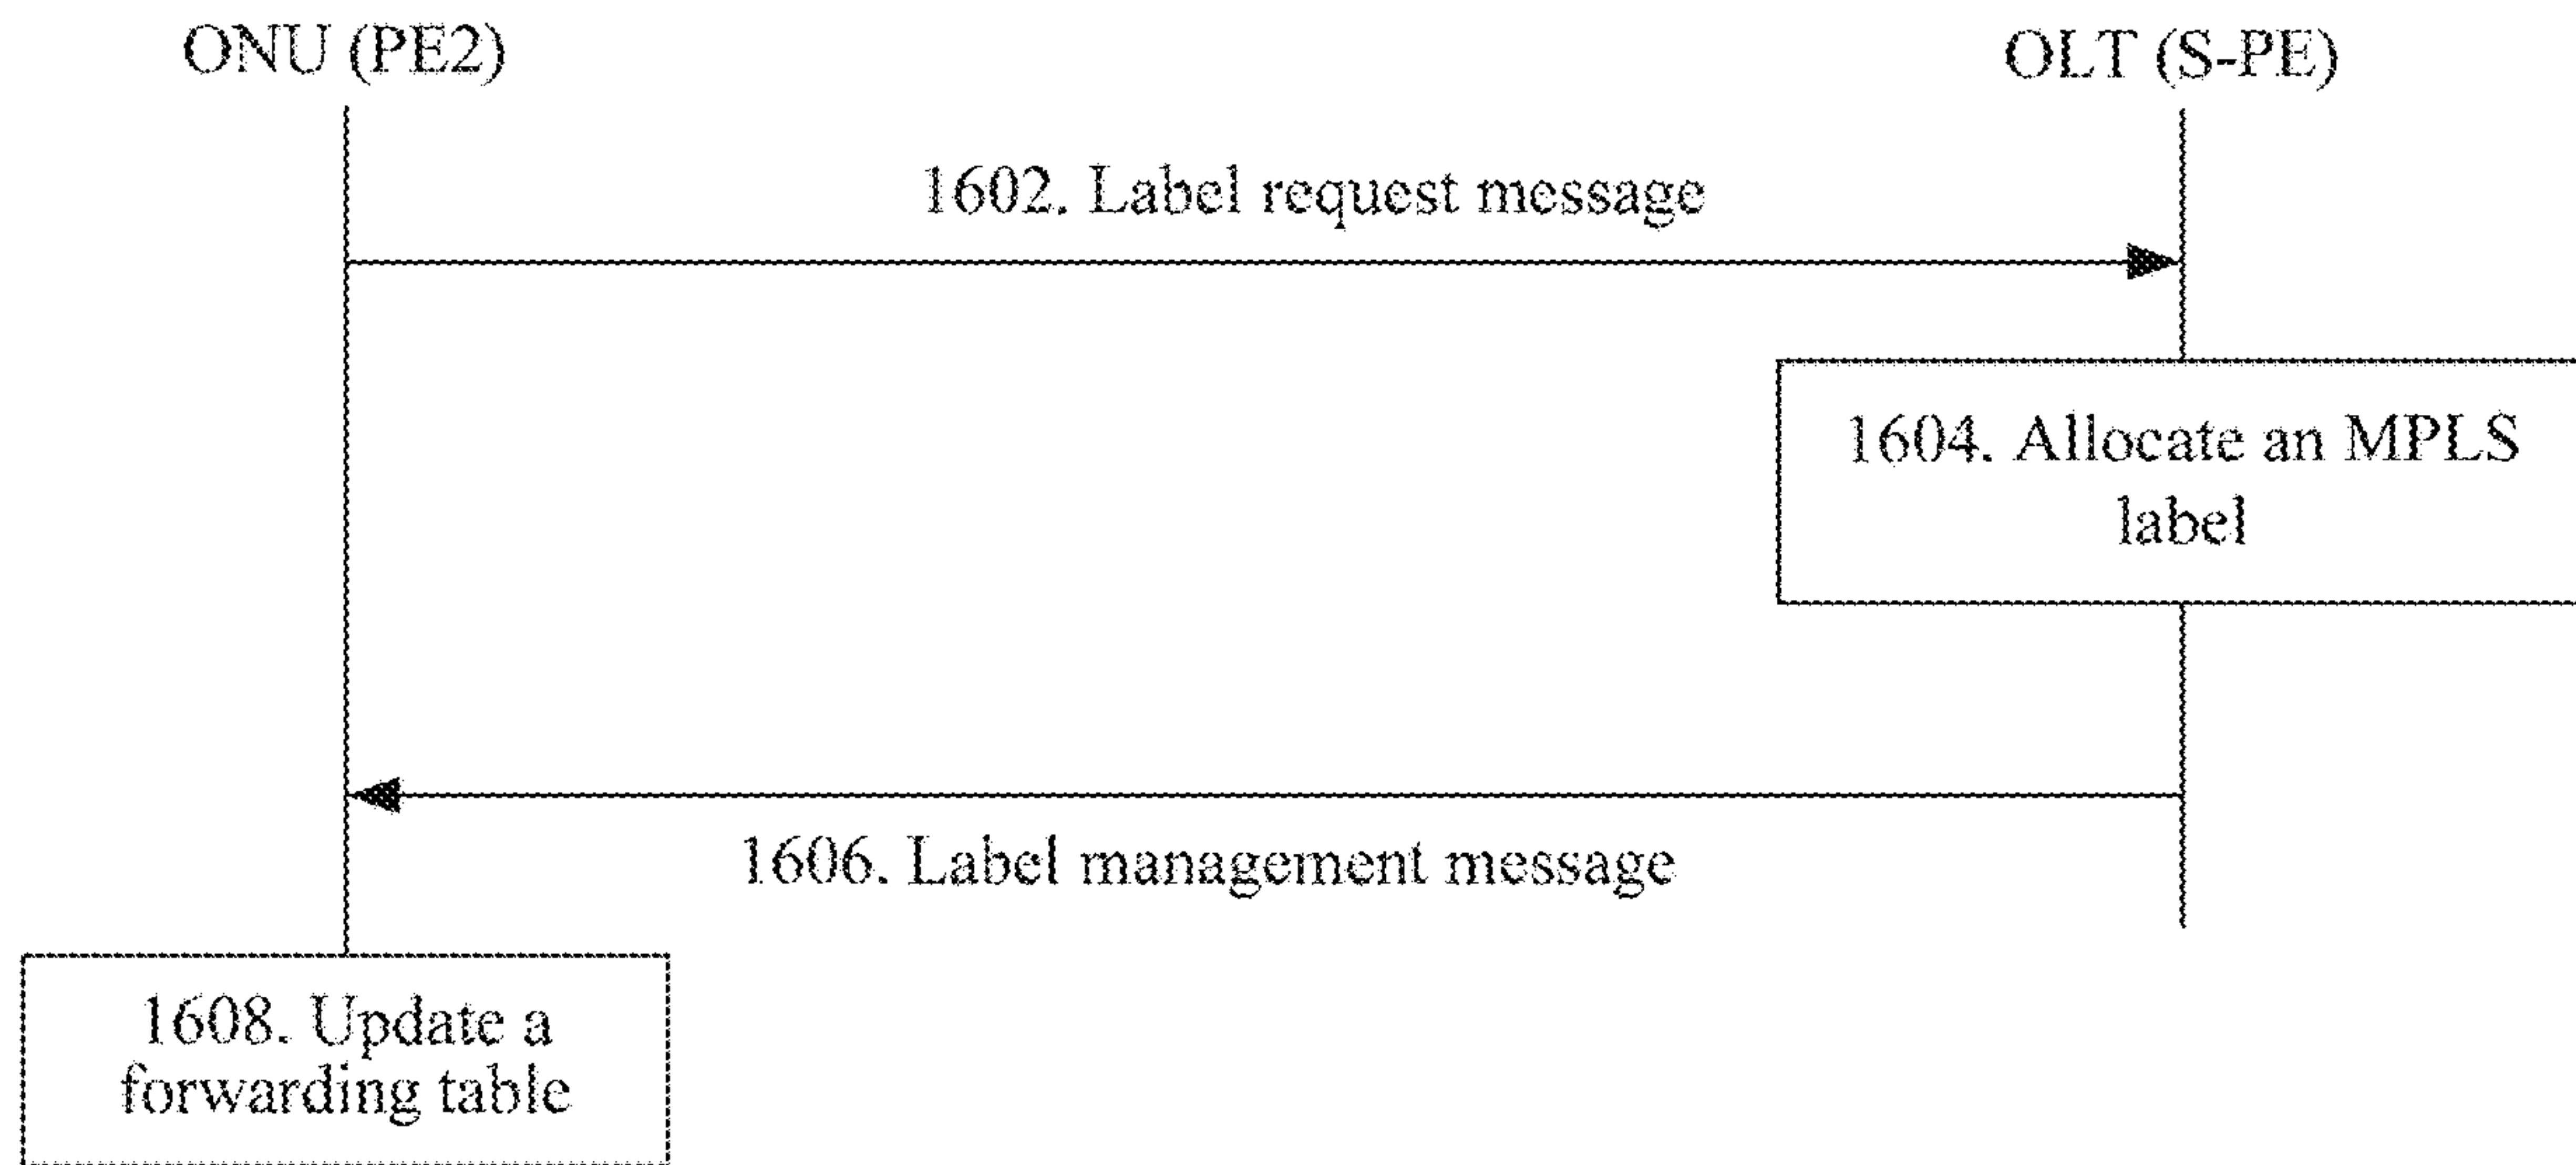 ONU (PE2)
OLT (S-PE)
1602. Label request message
1604. Allocate an MPLS
label
1606. Label management message
1608. Update a
forwarding table